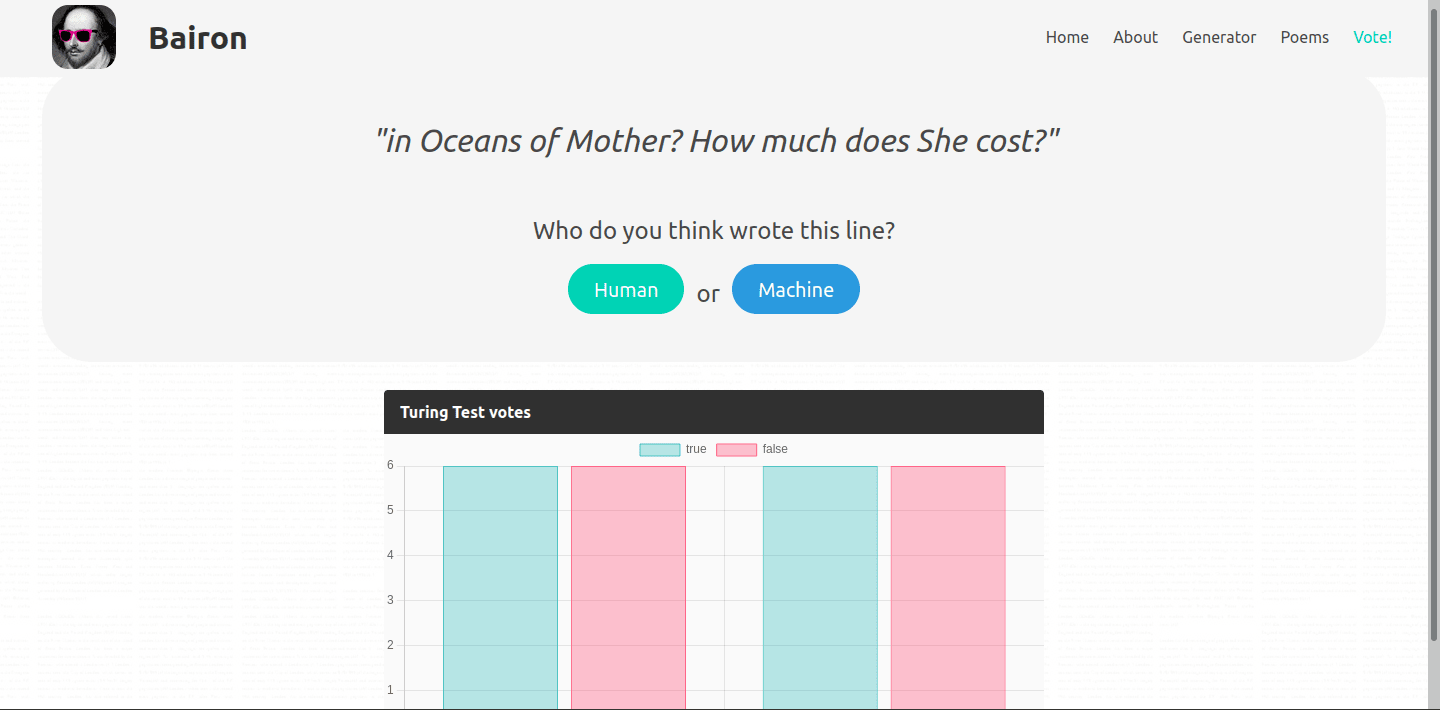 Bairon
Home About Generator Poems Vote!
"in Oceans of Mother? How much does She cost?"
Who do you think wrote this line?
Human or Machine
Turing Test votes
true false
6
5
4
3
2
1